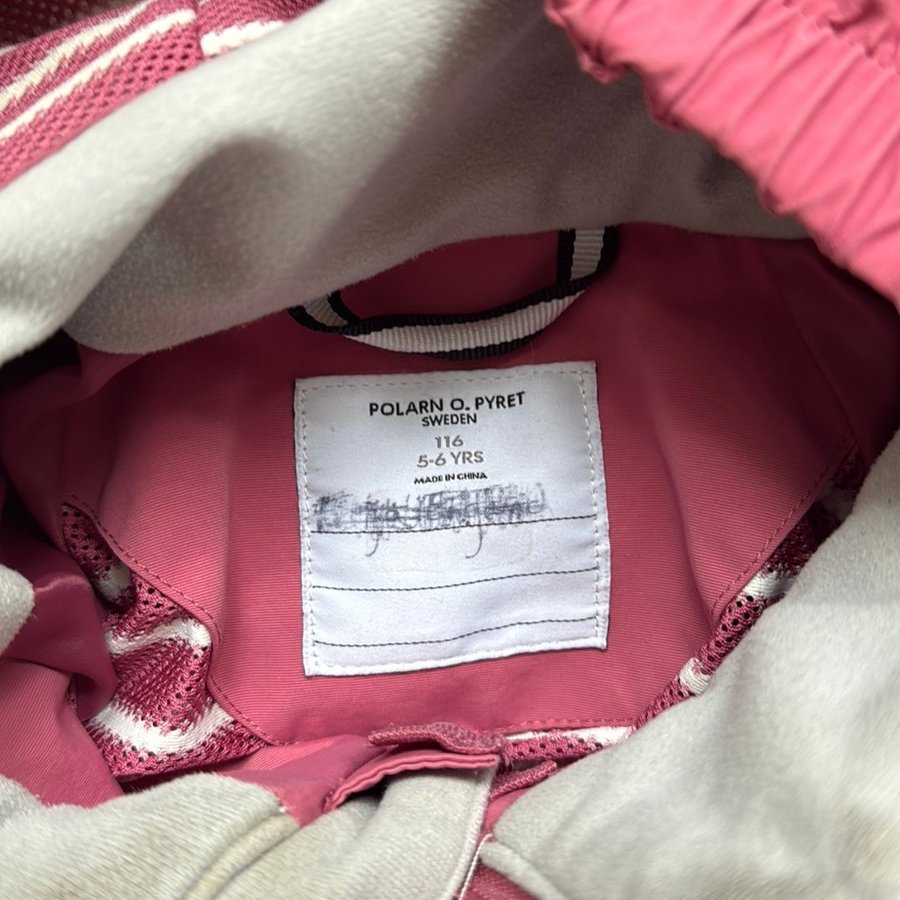 POLARN O. PYRET
SWEDEN
116
5-6 YRS
MADE IN CHINA